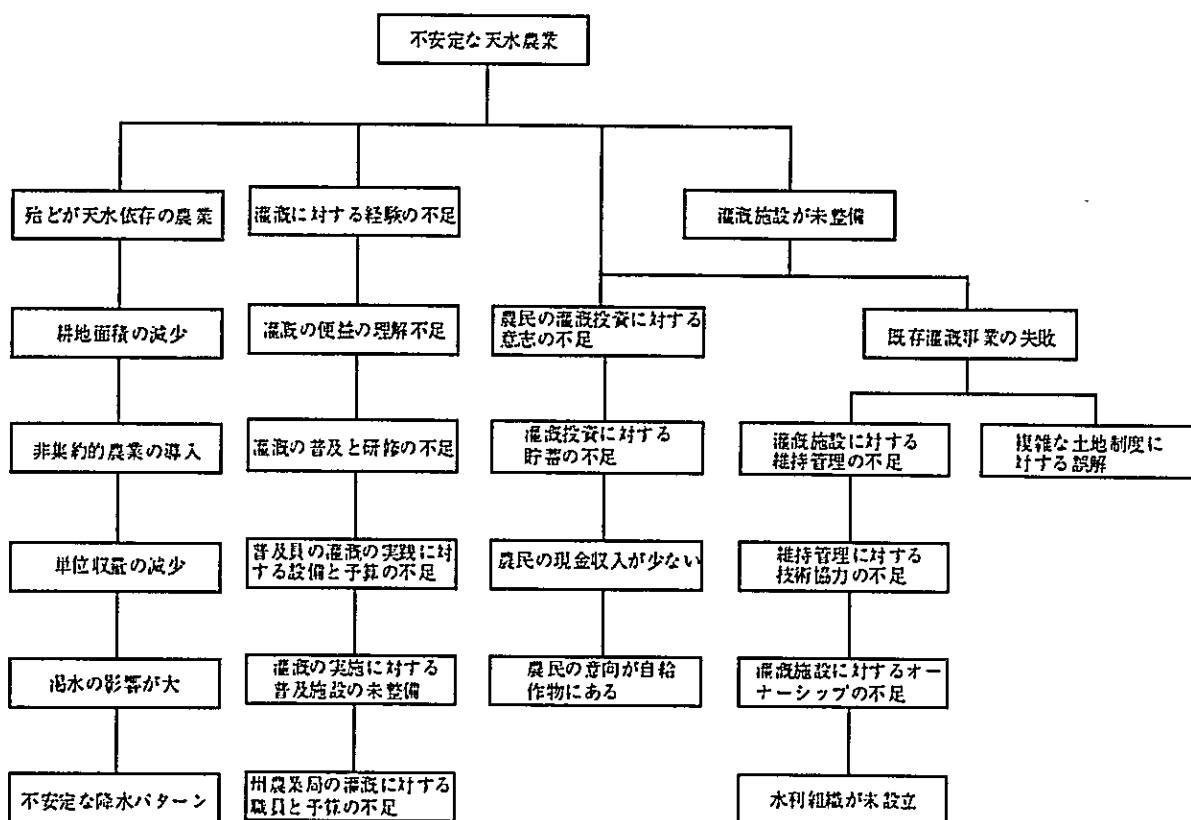 不安定な天水農業
殆どが天水依存の農業
灌漑に対する経験の不足
灌漑施設が未整備
耕地面積の減少
灌漑の便益の理解不足
農民の灌漑投資に対する
意志の不足
既存灌漑事業の失敗
非集約的農業の導入
灌漑の普及と研修の不足
灌漑投資に対する
貯蓄の不足
灌漑施設に対する
維持管理の不足
複雑な土地制度に
対する誤解
単位収量の減少
普及員の灌漑の実践に対
する設備と予算の不足
農民の現金収入が少ない
維持管理に対する
技術協力の不足
渇水の影響が大
灌漑の実施に対する
普及施設の未整備
農民の意向が自給
作物にある
灌漑施設に対するオー
ナーシップの不足
不安定な降水パターン
州農業局の灌漑に対する
職員と予算の不足
水利組織が未設立